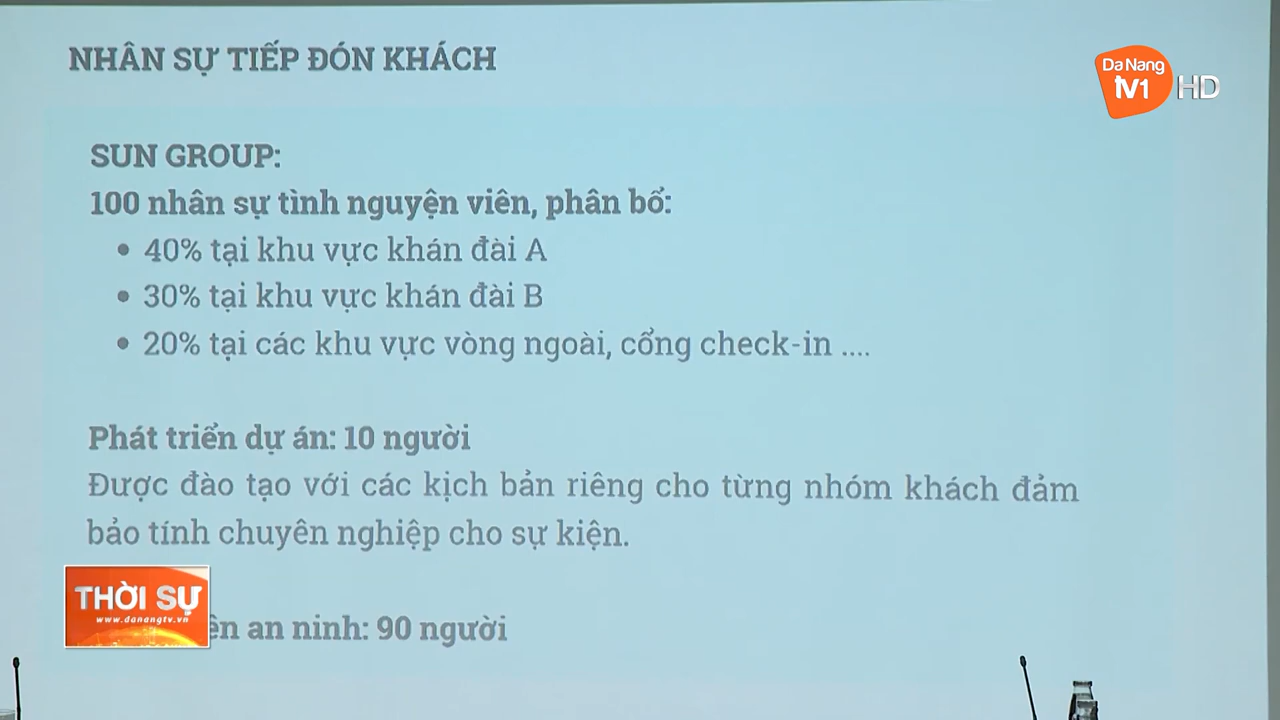 NHÂN SỰ TIẾP ĐÓN KHÁCH
Da Nang
TV1 HD
SUN GROUP:
100 nhân sự tình nguyện viên, phân bổ:
• 40% tại khu vực khán đài A
• 30% tại khu vực khán đài B
• 20% tại các khu vực vòng ngoài, cổng check-in ....
Phát triển dự án: 10 người
Được đào tạo với các kịch bản riêng cho từng nhóm khách đảm
bảo tính chuyên nghiệp cho sự kiện.
THỜI SỰ
www.danangtv.vn
an ninh: 90 người